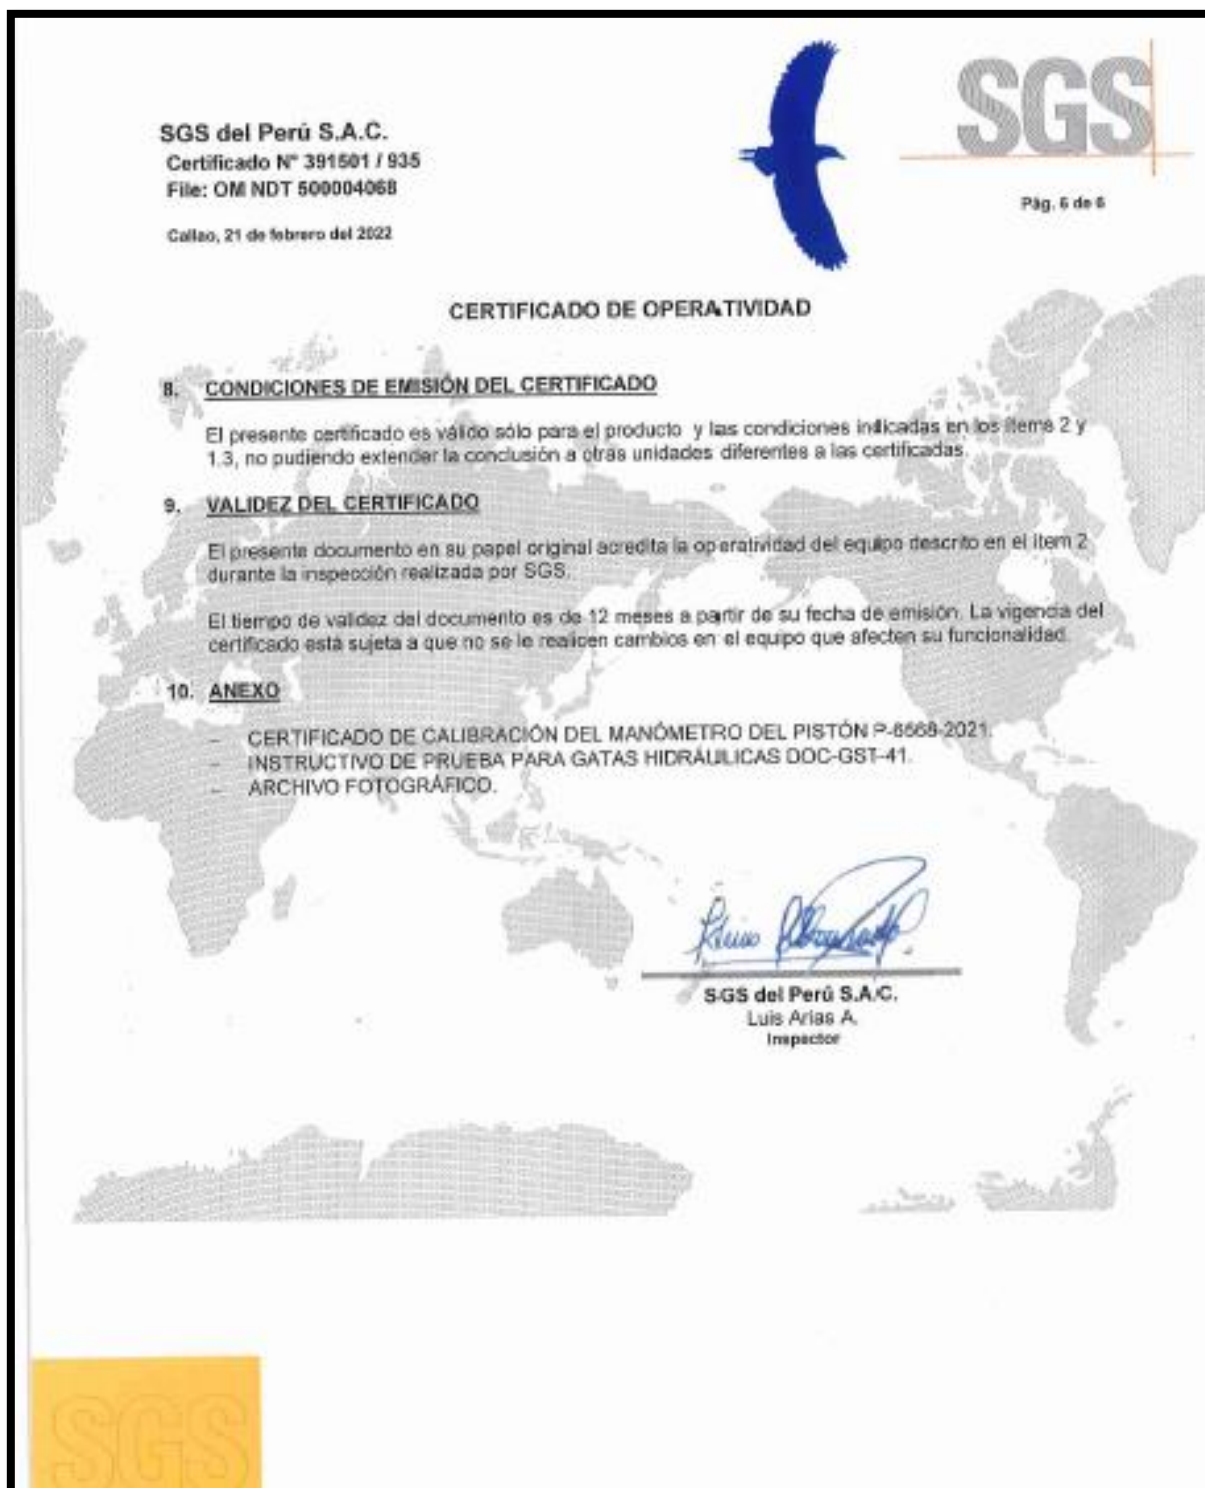 SGS del Perú S.A.C.
Certificado N° 391501 / 935
File: OM NDT 500004068
Callao, 21 de febrero del 2022
SGS
Pág. 6 de 6
CERTIFICADO DE OPERATIVIDAD
8. CONDICIONES DE EMISIÓN DEL CERTIFICADO
El presente certificado es válido sólo para el producto y las condiciones indicadas en los ítems 2 y
1.3, no pudiendo extender la conclusión a otras unidades diferentes a las certificadas.
9. VALIDEZ DEL CERTIFICADO
El presente documento en su papel original acredita la operatividad del equipo descrito en el ítem 2
durante la inspección realizada por SGS.
El tiempo de validez del documento es de 12 meses a partir de su fecha de emisión. La vigencia del
certificado está sujeta a que no se le realicen cambios en el equipo que afecten su funcionalidad.
10. ANEXO
– CERTIFICADO DE CALIBRACIÓN DEL MANÓMETRO DEL PISTÓN P-6568-2021.
– INSTRUCTIVO DE PRUEBA PARA GATAS HIDRÁULICAS DOC-GST-41.
– ARCHIVO FOTOGRÁFICO.
SGS del Perú S.A.C.
Luis Arias A.
Inspector
SGS